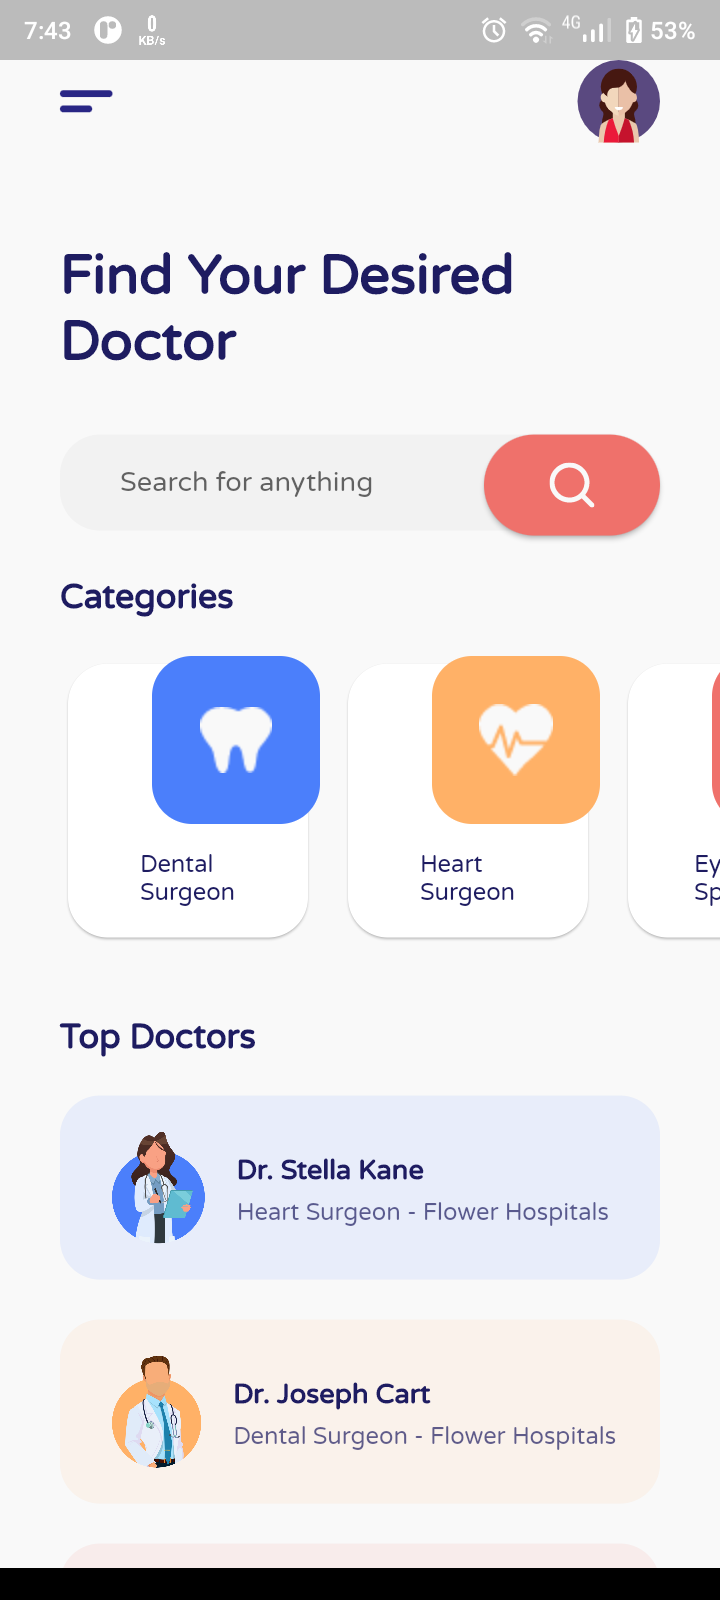 7:43 0 KB/s 4G 53%
Find Your Desired
Doctor
Search for anything
Categories
Dental
Surgeon
Heart
Surgeon
Ey
Sp
Top Doctors
Dr. Stella Kane
Heart Surgeon - Flower Hospitals
Dr. Joseph Cart
Dental Surgeon - Flower Hospitals